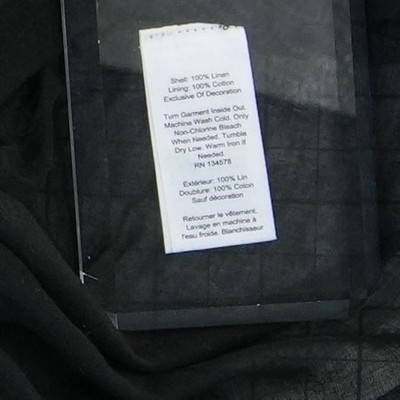 Shell: 100% Linen
Lining: 100% Cotton
Exclusive Of Decoration
Turn Garment Inside Out.
Machine Wash Cold. Only
Non-Chlorine Bleach
When Needed. Tumble
Dry Low. Warm Iron If
Needed.
RN 134578
Extérieur: 100% Lin
Doublure: 100% Coton
Sauf décoration
Retourner le vêtement.
Lavage en machine à
l'eau froide. Blanchisseur